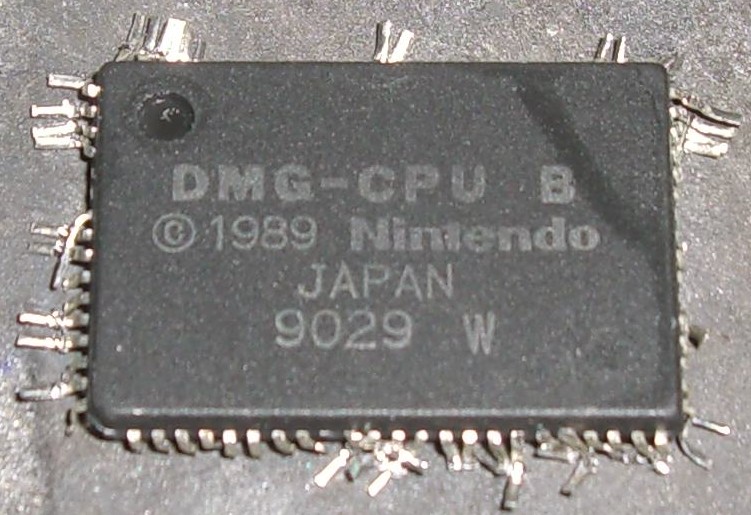 DMG-CPU B
© 1989 Nintendo
JAPAN
9029 W